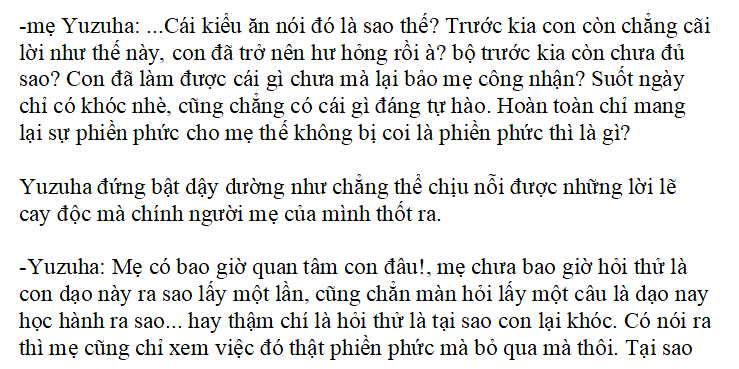 -mẹ Yuzuha: ...Cái kiểu ăn nói đó là sao thế? Trước kia con còn chẳng cãi
lời như thế này, con đã trở nên hư hỏng rồi à? bộ trước kia còn chưa đủ
sao? Con đã làm được cái gì chưa mà lại bảo mẹ công nhận? Suốt ngày
chỉ có khóc nhè, cũng chẳng có cái gì đáng tự hào. Hoàn toàn chỉ mang
lại sự phiền phức cho mẹ thế không bị coi là phiền phức thì là gì?
Yuzuha đứng bật dậy dường như chẳng thể chịu nỗi được những lời lẽ
cay độc mà chính người mẹ của mình thốt ra.
-Yuzuha: Mẹ có bao giờ quan tâm con đâu!, mẹ chưa bao giờ hỏi thử là
con dạo này ra sao lấy một lần, cũng chẳn màn hỏi lấy một câu là dạo nay
học hành ra sao... hay thậm chí là hỏi thử là tại sao con lại khóc. Có nói ra
thì mẹ cũng chỉ xem việc đó thật phiền phức mà bỏ qua mà thôi. Tại sao